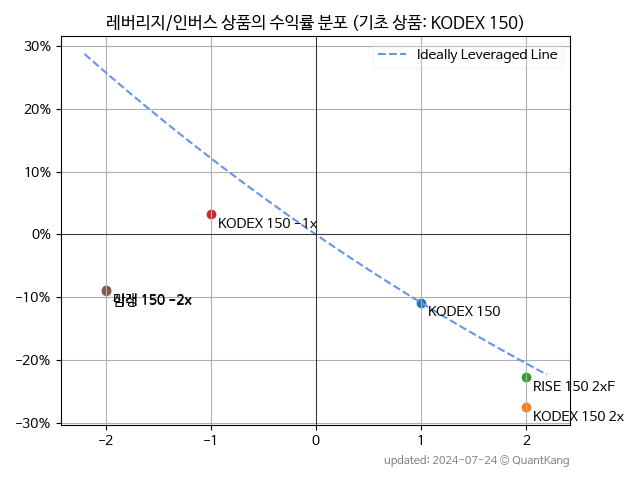 레버리지/인버스 상품의 수익률 분포 (기초 상품: KODEX 150)
Ideally Leveraged Line
30%
20%
10%
0%
−10%
−20%
−30%
KODEX 150 -1x
150 -2x
KODEX 150
RISE 150 2xF
KODEX 150 2x
−2
−1
0
1
2
updated: 2024-07-24 © QuantKang